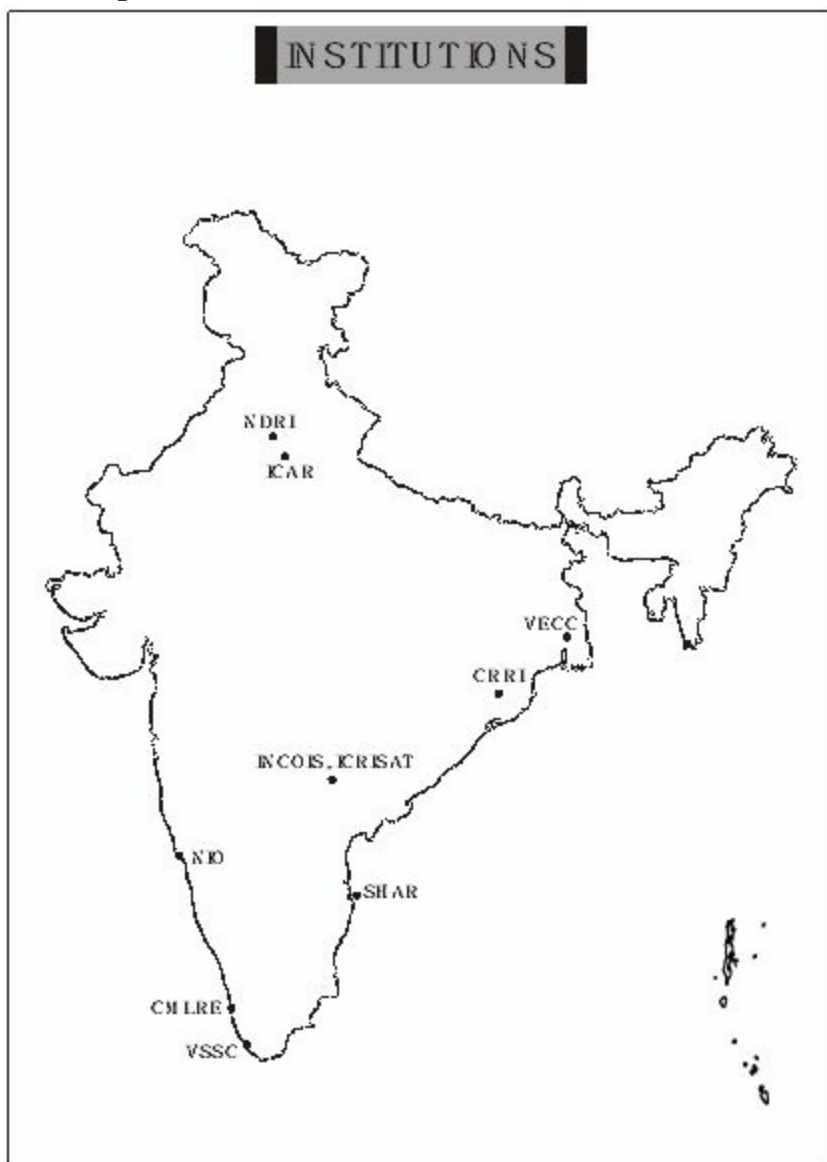 INSTITUTIONS
NDRI
ICAR
VECC
CRRI
INCOIS, ICRISAT
NIO
SHAR
CMLRE
VSSC